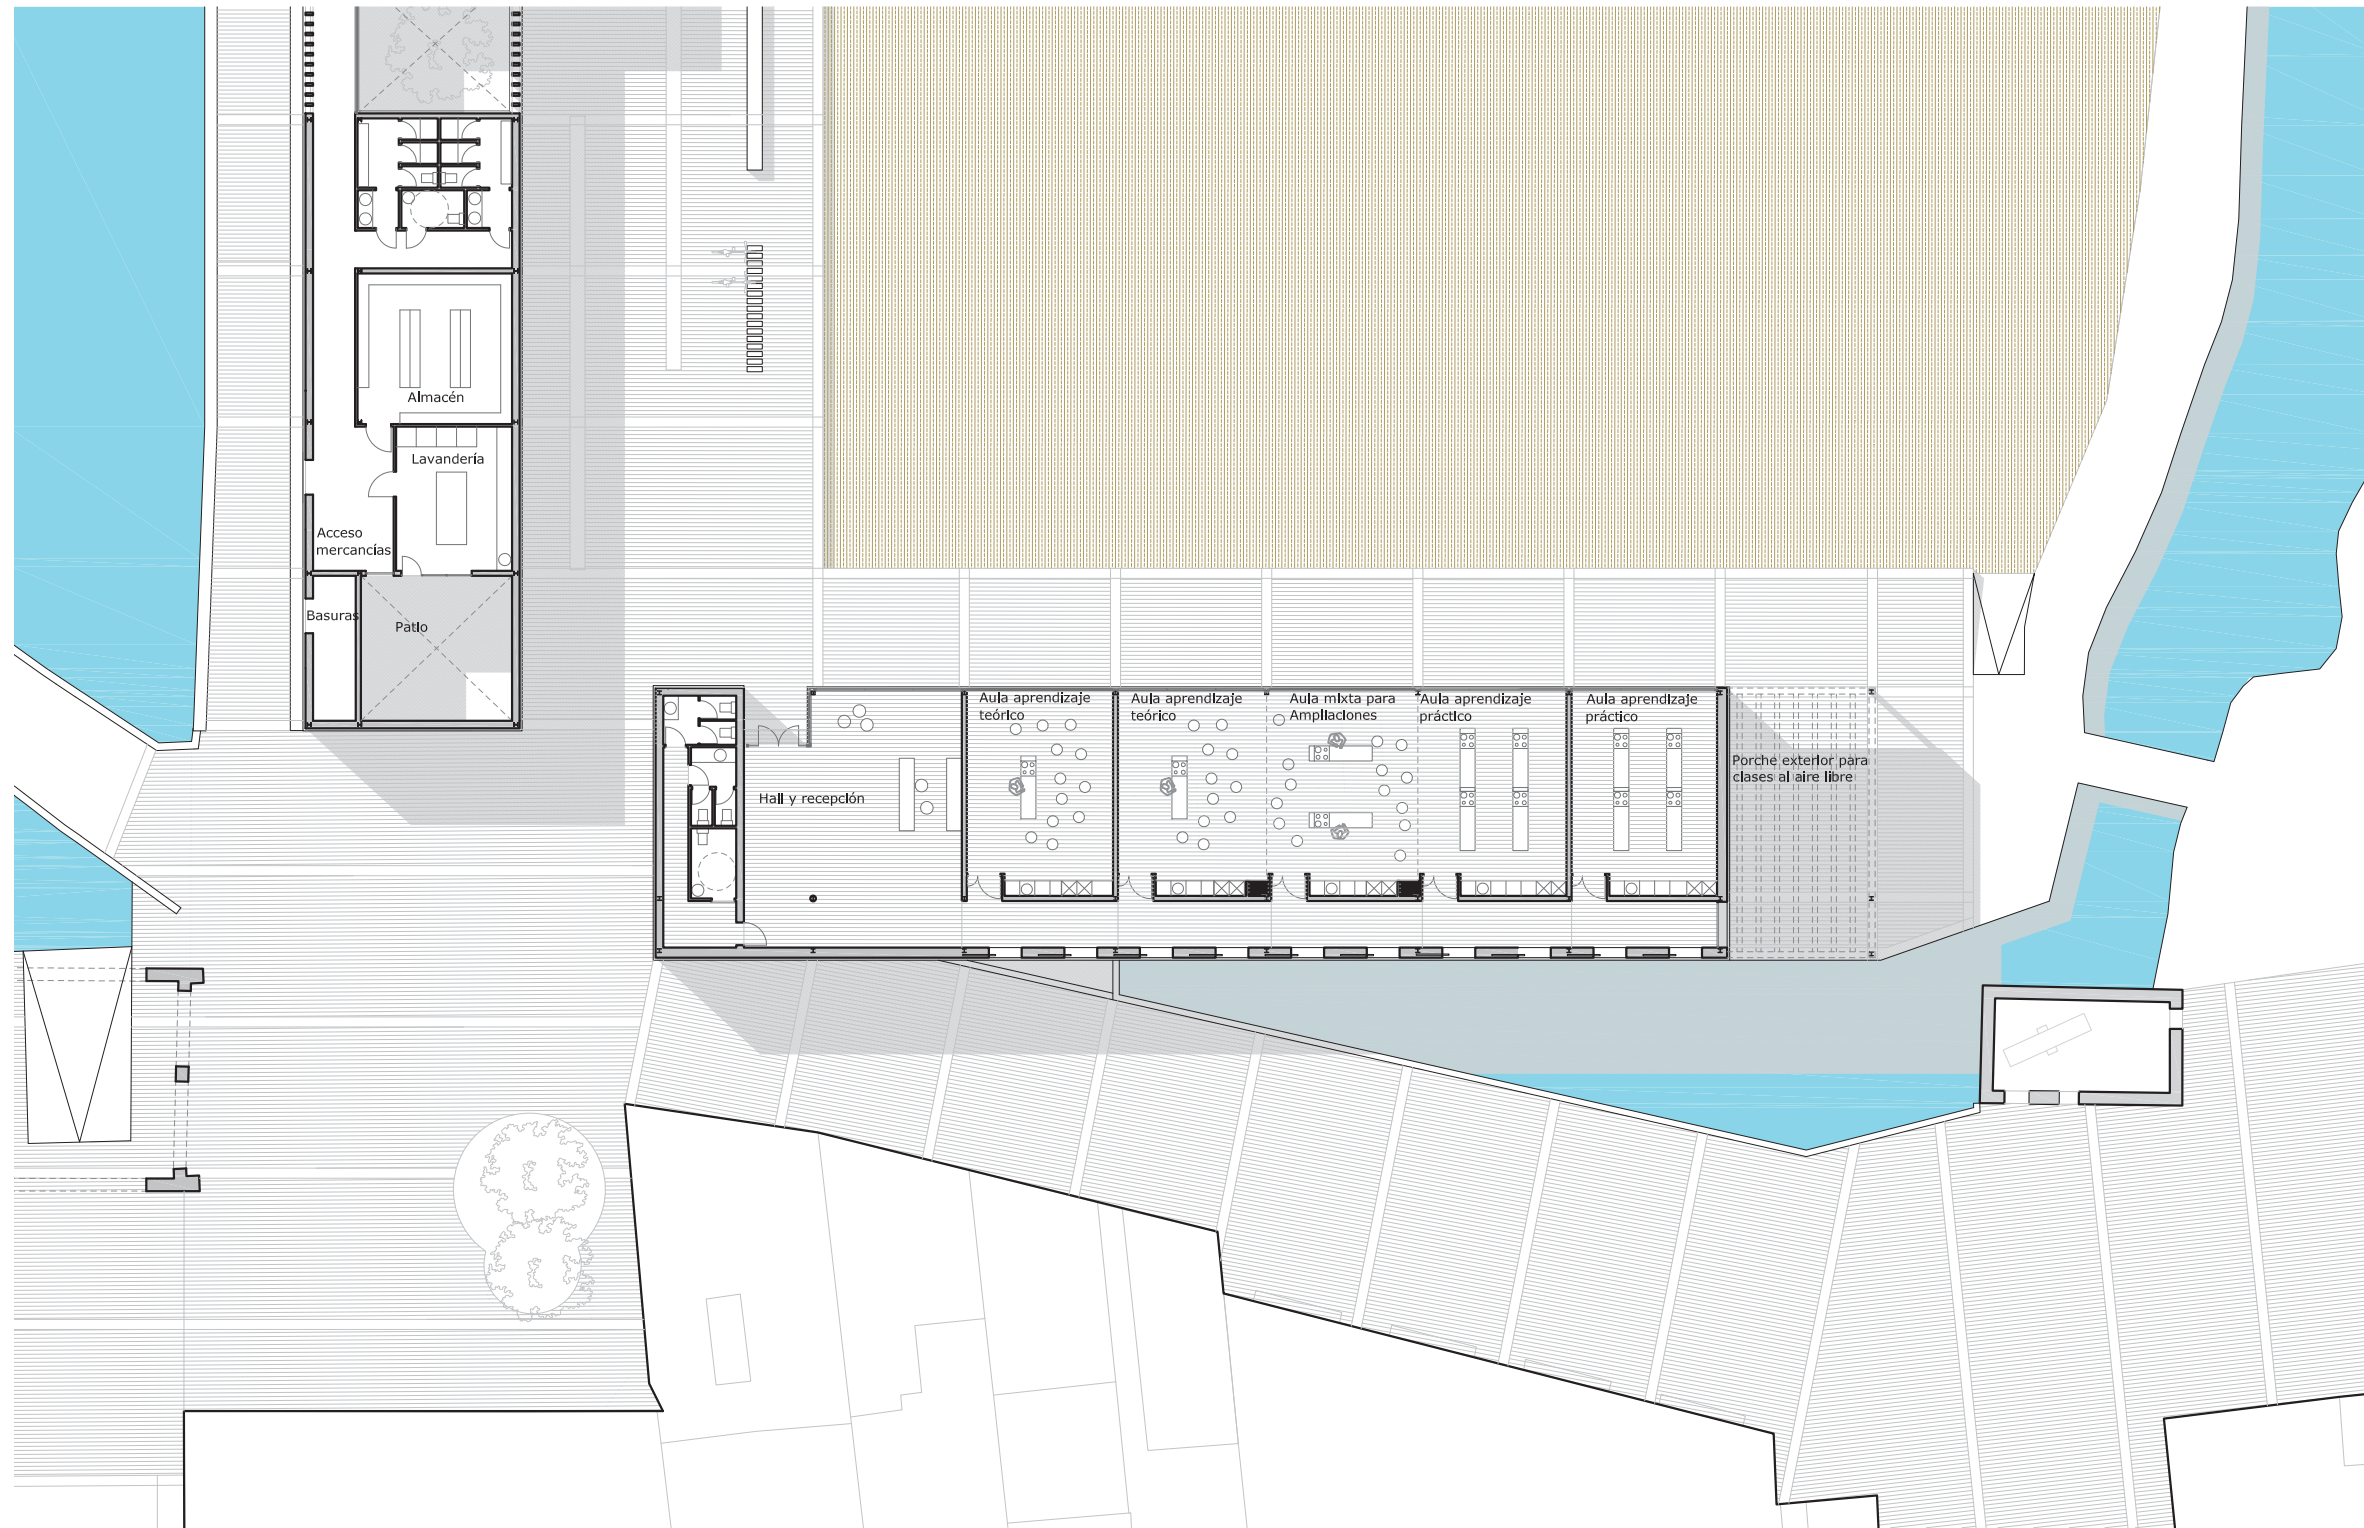 Almacén
Lavandería
Acceso
mercancías
Basuras
Patio
Aula aprendizaje
teórico
Aula aprendizaje
teórico
Aula mixta para
Ampliaciones
Aula aprendizaje
práctico
Aula aprendizaje
práctico
Hall y recepción
Porche exterior para
clases al aire libre